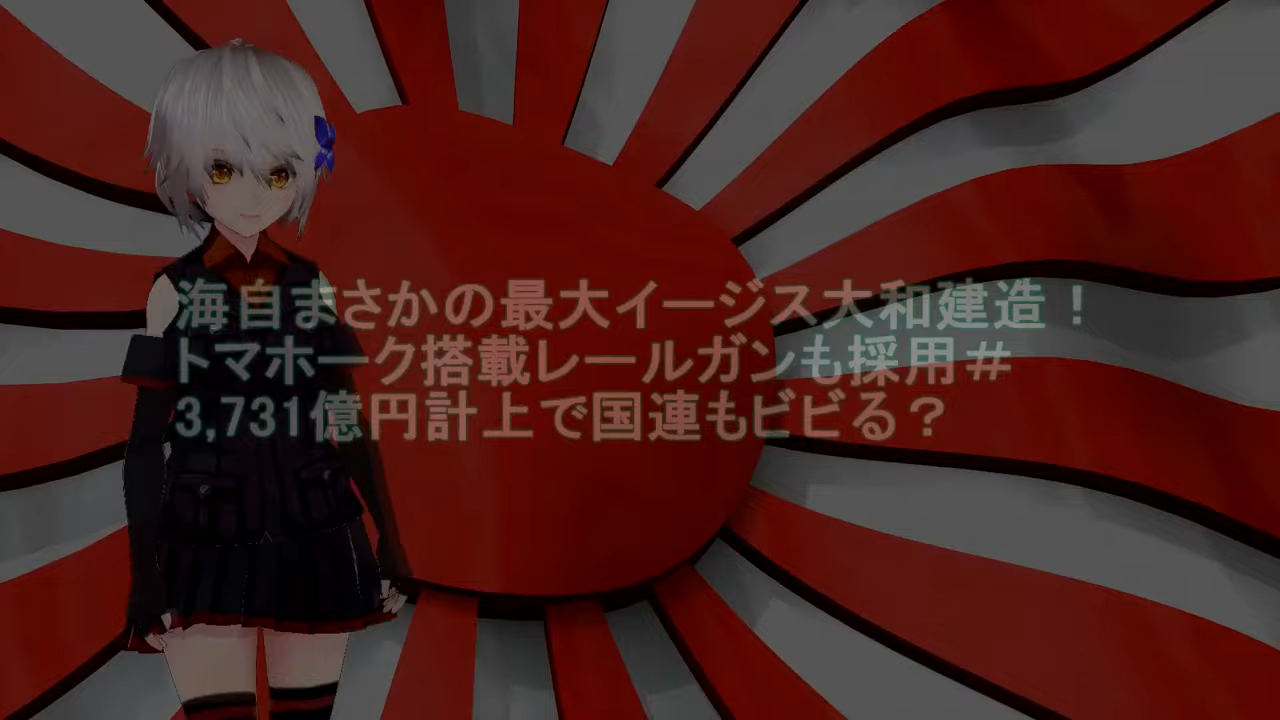 海自まさかの最大イージス大和建造！
トマホーク搭載レールガンも採用＃
3,731億円計上で国連もビビる？